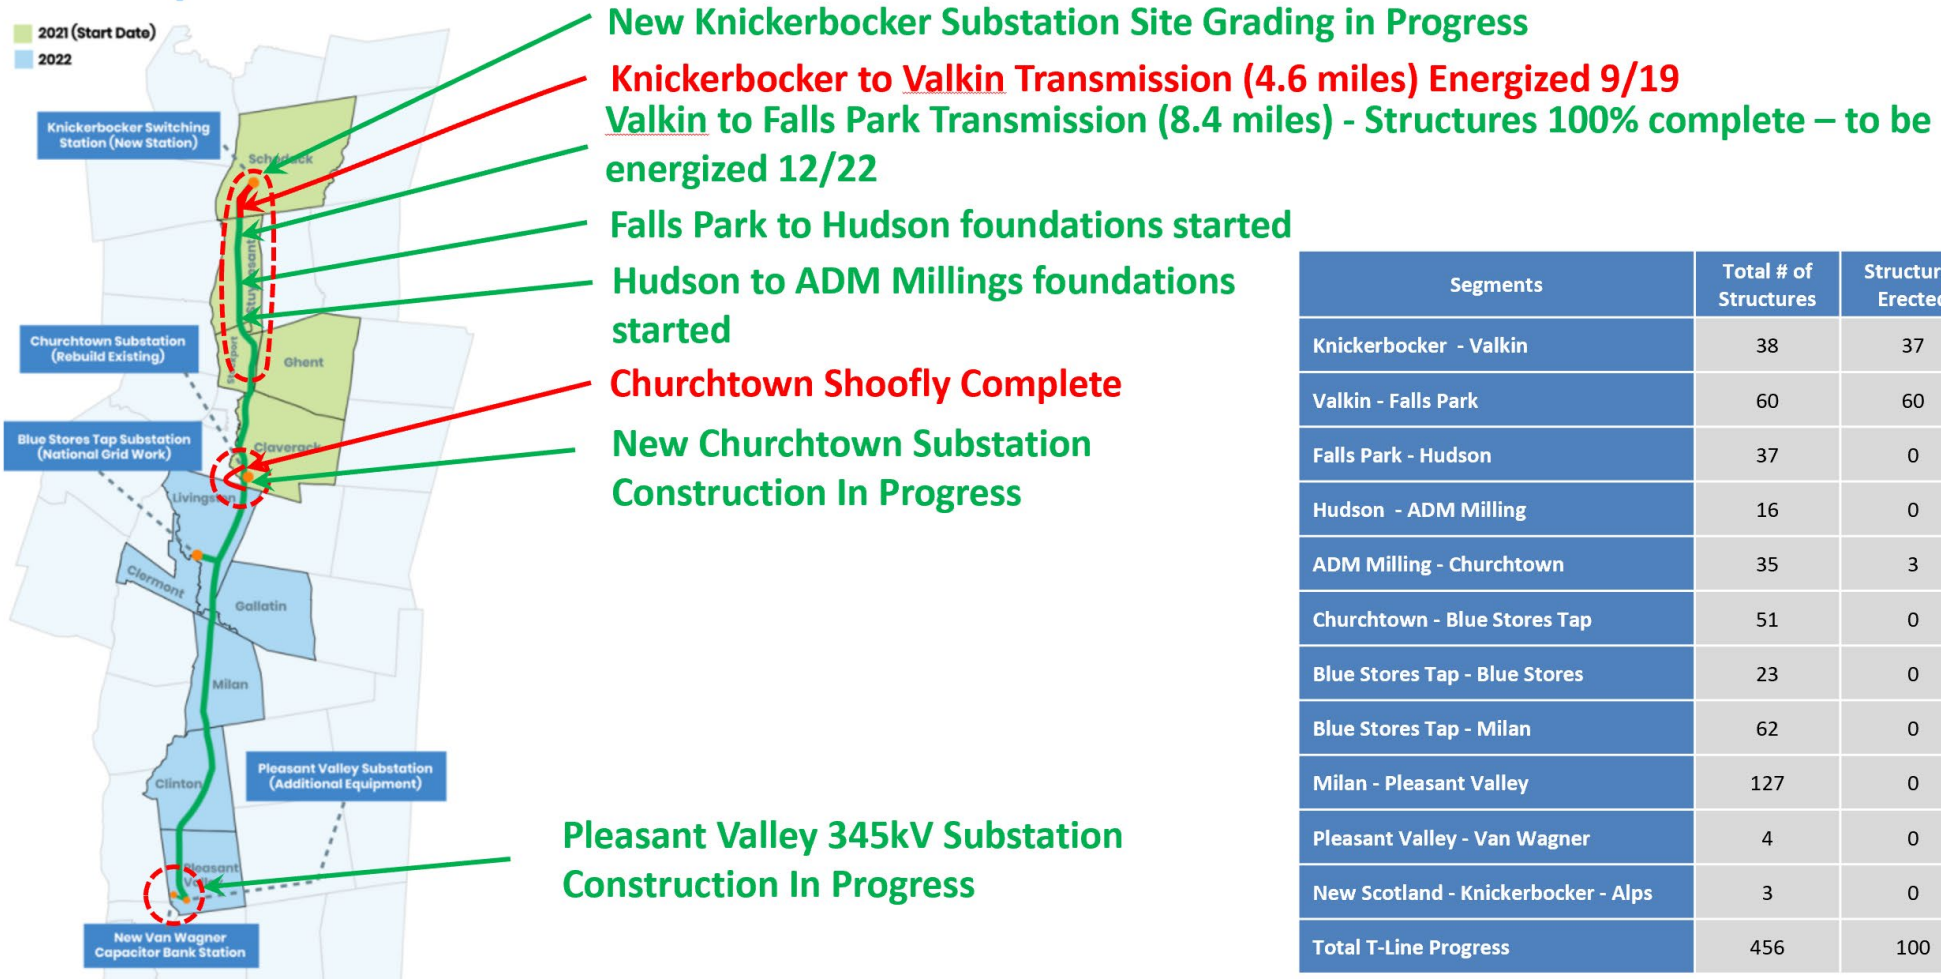 2021 (Start Date)
2022
New Knickerbocker Substation Site Grading in Progress
Knickerbocker to Valkin Transmission (4.6 miles) Energized 9/19
Valkin to Falls Park Transmission (8.4 miles) - Structures 100% complete – to be
energized 12/22
Falls Park to Hudson foundations started
Hudson to ADM Millings foundations
started
Churchtown Shoofly Complete
New Churchtown Substation
Construction In Progress
Pleasant Valley 345kV Substation
Construction In Progress
Knickerbocker Switching
Station (New Station)
Schodack
Stuyvesant
Stockport
Churchtown Substation
(Rebuild Existing)
Ghent
Blue Stores Tap Substation
(National Grid Work)
Claverack
Livingston
Clermont
Gallatin
Milan
Clinton
Pleasant Valley Substation
(Additional Equipment)
Pleasant
Valley
New Van Wagner
Capacitor Bank Station
Segments Total # of Structures Structur Erected
Knickerbocker - Valkin 38 37
Valkin - Falls Park 60 60
Falls Park - Hudson 37 0
Hudson - ADM Milling 16 0
ADM Milling - Churchtown 35 3
Churchtown - Blue Stores Tap 51 0
Blue Stores Tap - Blue Stores 23 0
Blue Stores Tap - Milan 62 0
Milan - Pleasant Valley 127 0
Pleasant Valley - Van Wagner 4 0
New Scotland - Knickerbocker - Alps 3 0
Total T-Line Progress 456 100